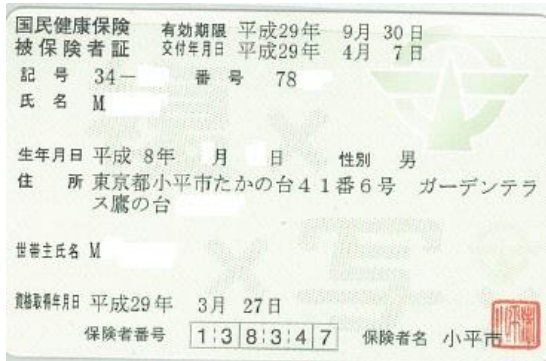 国民健康保険 有効期限 平成29年 9月 30日
被保険者証 交付年月日 平成29年 4月 7日
記号 34－ 番号 78
氏名 M
生年月日 平成 8年 月 日 性別 男
住所 東京都小平市たかの台41番6号 ガーデンテラ
ス鷹の台
世帯主氏名 M
資格取得年月日 平成29年 3月 27日
保険者番号 138347 保険者名 小平市